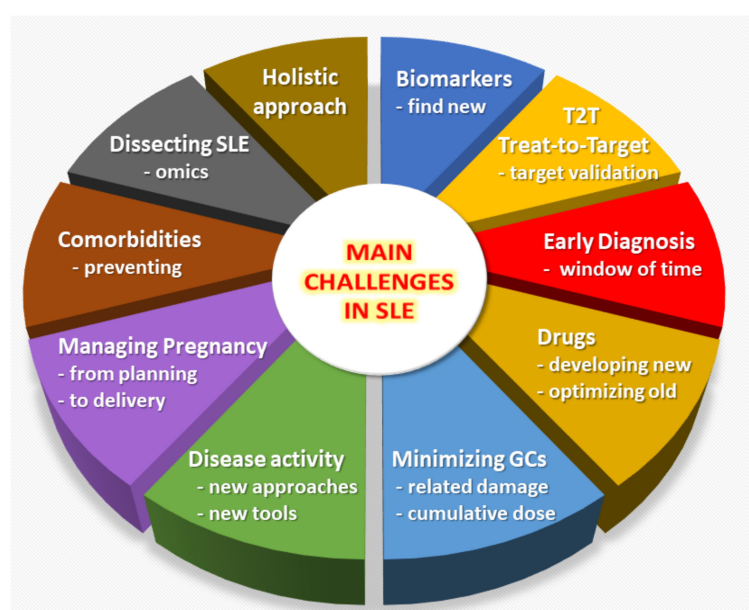 MAIN
CHALLENGES
IN SLE
Biomarkers
- find new
T2T
Treat-to-Target
- target validation
Early Diagnosis
- window of time
Drugs
- developing new
- optimizing old
Minimizing GCs
- related damage
- cumulative dose
Disease activity
- new approaches
- new tools
Managing Pregnancy
- from planning
- to delivery
Comorbidities
- preventing
Dissecting SLE
- omics
Holistic
approach